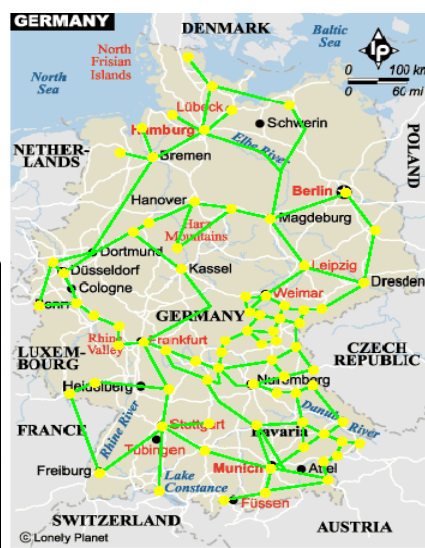 GERMANY
DENMARK
North
Frisian
Islands
Baltic
Sea
lp
0 100 km
0 60 mi
North
Sea
Lübeck
Hamburg
Schwerin
Elbe River
NETHER-
LANDS
Bremen
POLAND
Hanover
Berlin
Magdeburg
Harz
Mountains
Dortmund
Düsseldorf
Kassel
Leipzig
Cologne
Dresden
Bonn
Weimar
GERMANY
Rhine
Valley
Frankfurt
LUXEM-
BOURG
CZECH
REPUBLIC
Heidelberg
Nuremberg
Rhine River
Danube
River
FRANCE
Stuttgart
Bavaria
Tübingen
Munich
Freiburg
Lake
Constance
Füssen
SWITZERLAND
AUSTRIA
© Lonely Planet